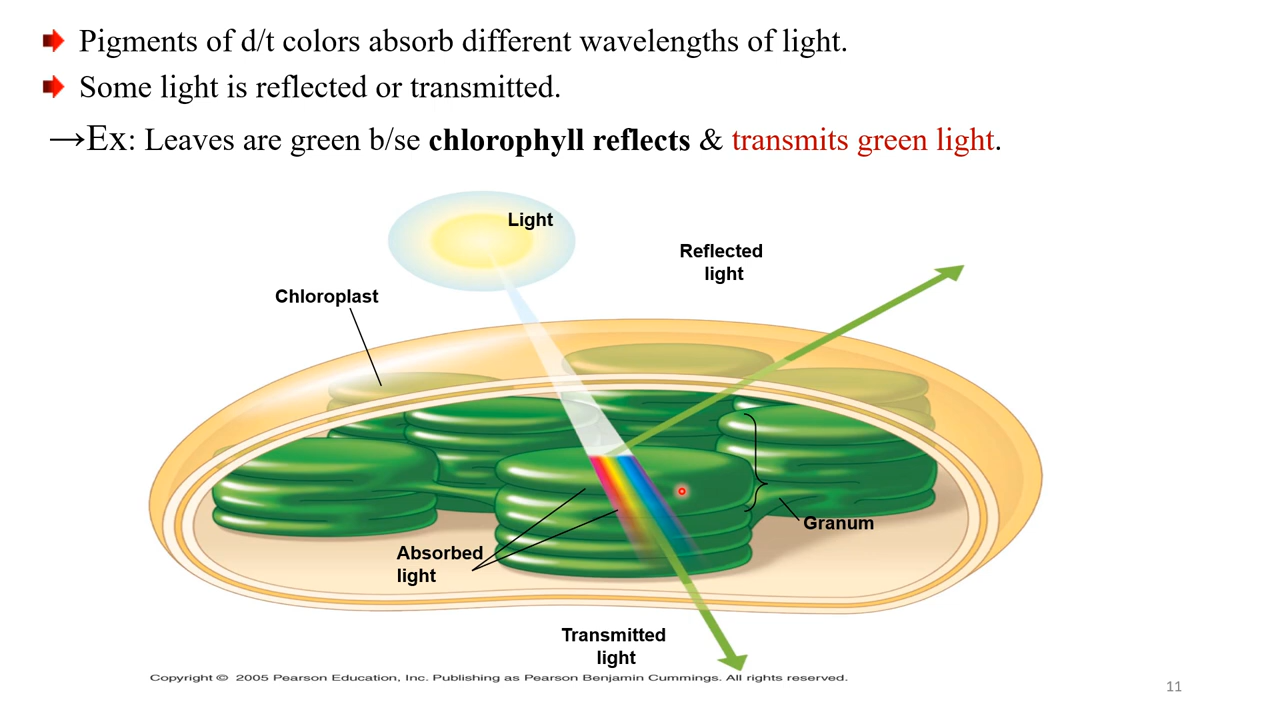 Pigments of d/t colors absorb different wavelengths of light.
Some light is reflected or transmitted.
→Ex: Leaves are green b/se chlorophyll reflects & transmits green light.
Light
Reflected
light
Chloroplast
Granum
Absorbed
light
Transmitted
light
Copyright © 2005 Pearson Education, Inc. Publishing as Pearson Benjamin Cummings. All rights reserved.
11